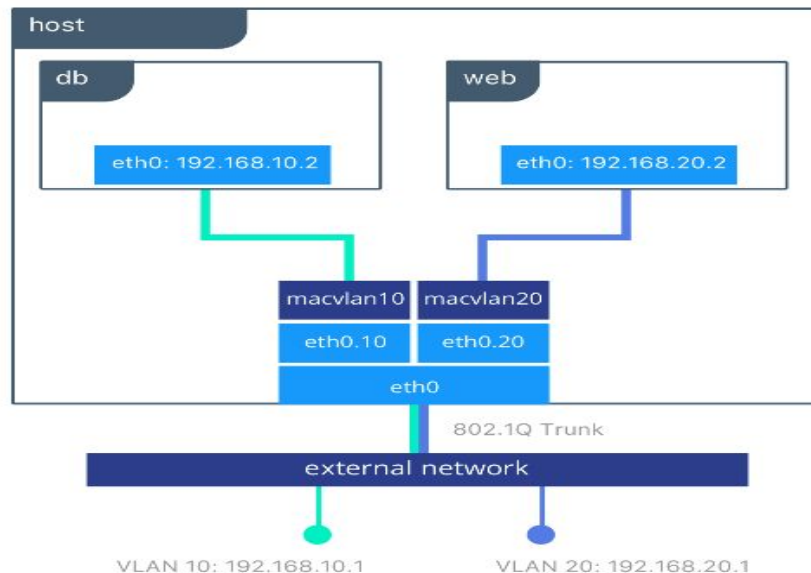 host
db
web
eth0: 192.168.10.2
eth0: 192.168.20.2
macvlan10
macvlan20
eth0.10
eth0.20
eth0
802.1Q Trunk
external network
VLAN 10: 192.168.10.1
VLAN 20: 192.168.20.1